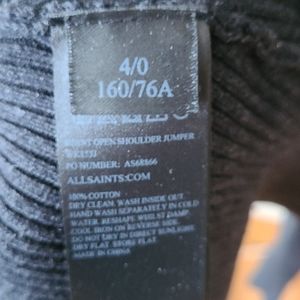 4/0
160/76A
OPEN SHOULDER JUMPER
PO NUMBER:
ALLSAINTS.COM
100% COTTON
DRY CLEAN. WASH INSIDE OUT
HAND WASH SEPARATELY IN COLD
WATER. RESHAPE WHILST DAMP
COOL IRON ON REVERSE SIDE.
DO NOT DRY IN DIRECT SUNLIGHT
DRY FLAT. STORE FLAT
MADE IN CHINA